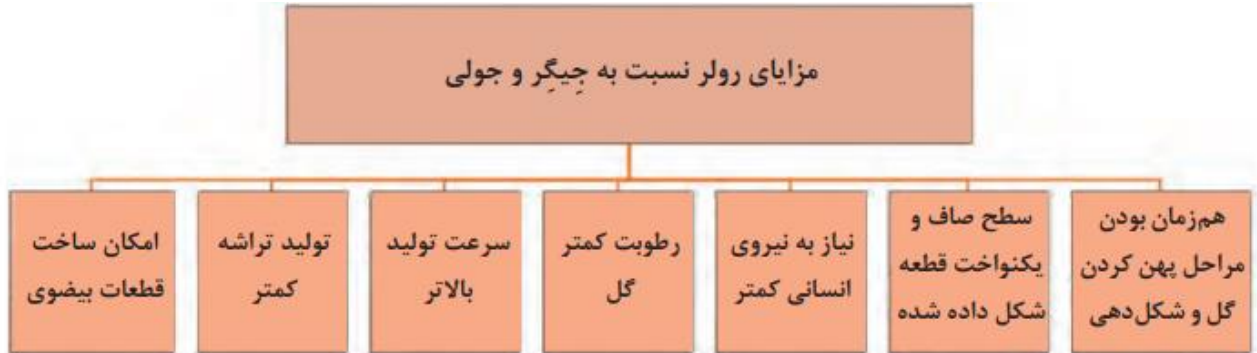 مزایای رولر نسبت به جِیگِر و جولی
هم‌زمان بودن
مراحل پهن کردن
گل و شکل‌دهی
سطح صاف و
یکنواخت قطعه
شکل داده شده
نیاز به نیروی
انسانی کمتر
رطوبت کمتر
گل
سرعت تولید
بالاتر
تولید تراشه
کمتر
امکان ساخت
قطعات بیضوی